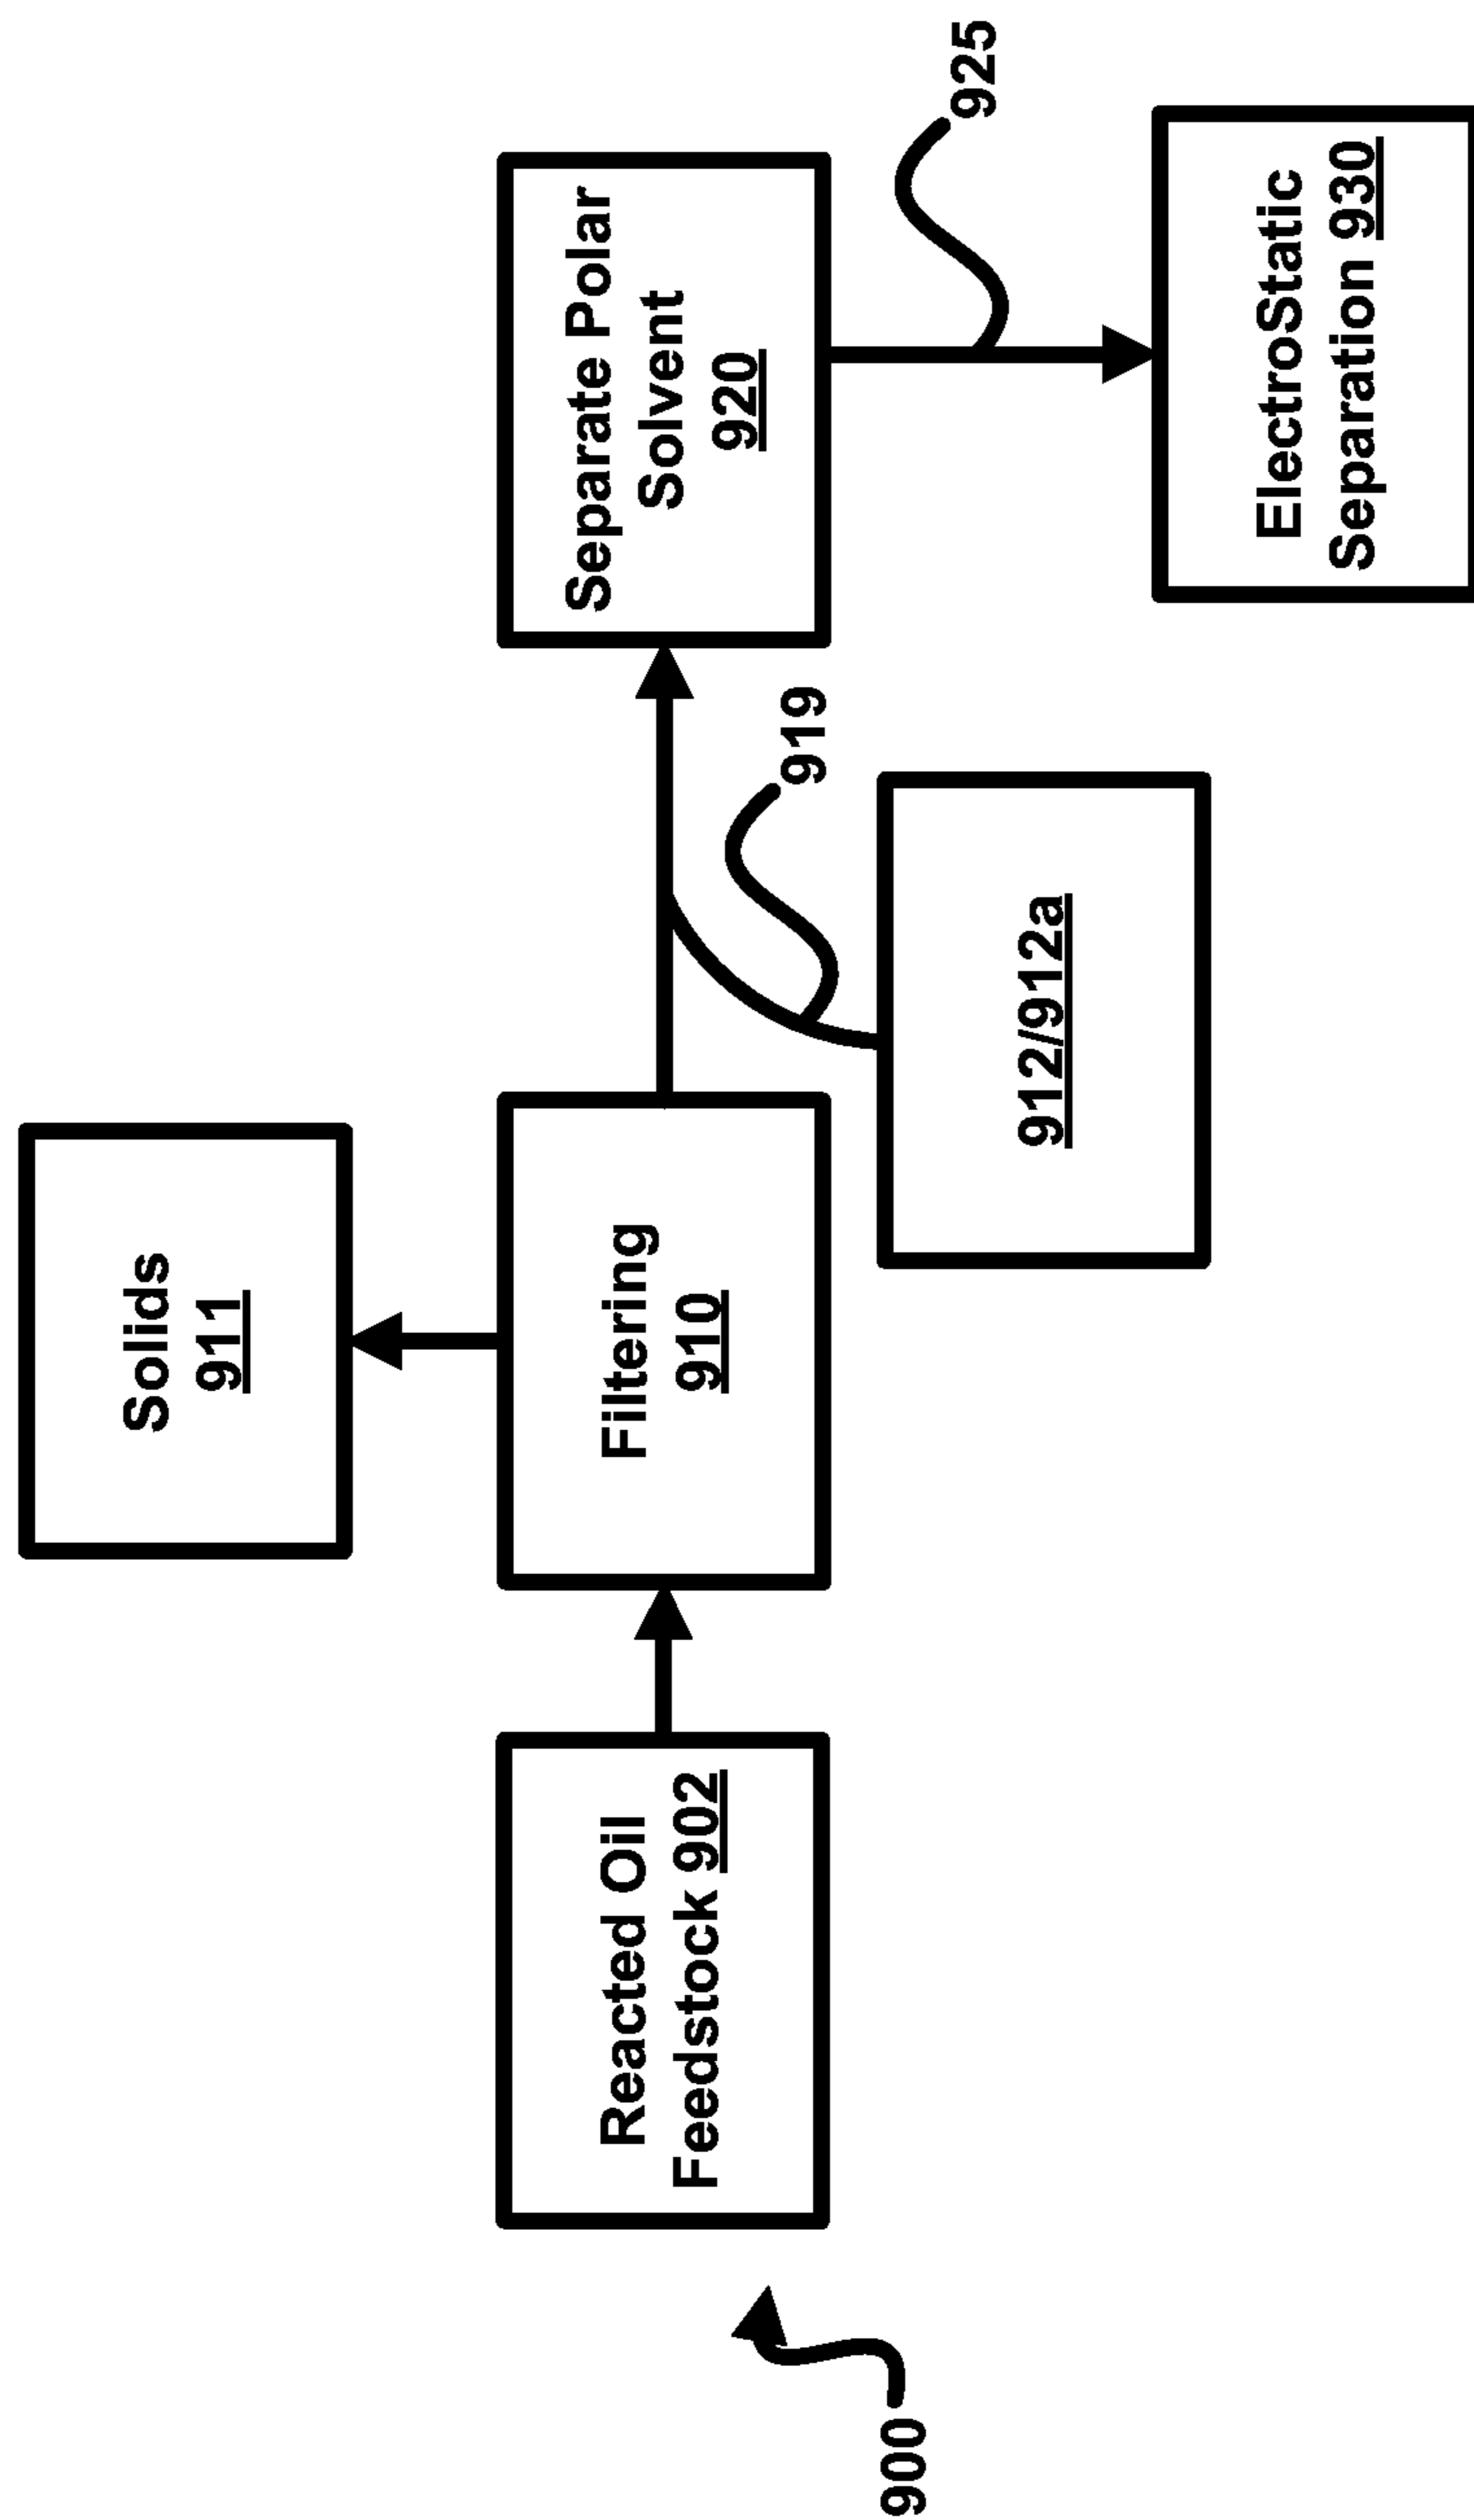 Solids
911
Reacted Oil
Feedstock 902
Filtering
910
Separate Polar
Solvent
920
919
925
912/912a
900
ElectroStatic
Separation 930